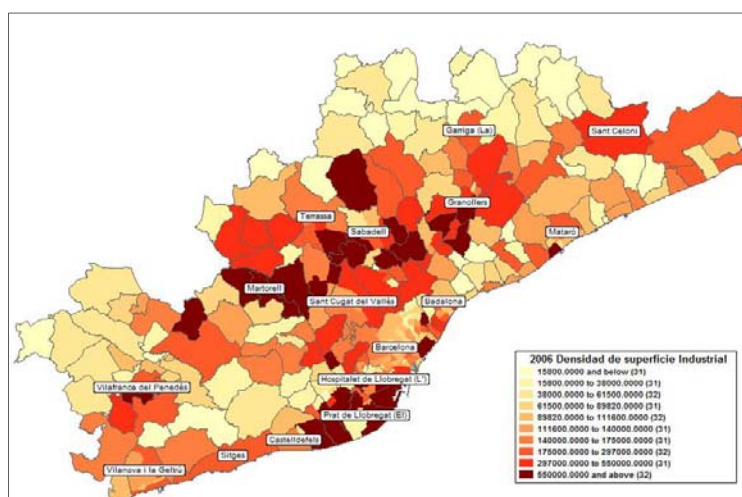 Garriga (La)
Sant Celoni
Granollers
Terrassa
Sabadell
Mataró
Martorell
Sant Cugat del Vallès
Badalona
Barcelona
Hospitalet de Llobregat (L')
Vilafranca del Penedès
Prat de Llobregat (El)
Castelldefels
Sitges
Vilanova i la Geltrú
2006 Densidad de superficie Industrial
15800.0000 and below (31)
15800.0000 to 38000.0000 (31)
38000.0000 to 61500.0000 (32)
61500.0000 to 89820.0000 (31)
89820.0000 to 111600.0000 (32)
111600.0000 to 140000.0000 (31)
140000.0000 to 175000.0000 (31)
175000.0000 to 297000.0000 (32)
297000.0000 to 550000.0000 (31)
550000.0000 and above (32)